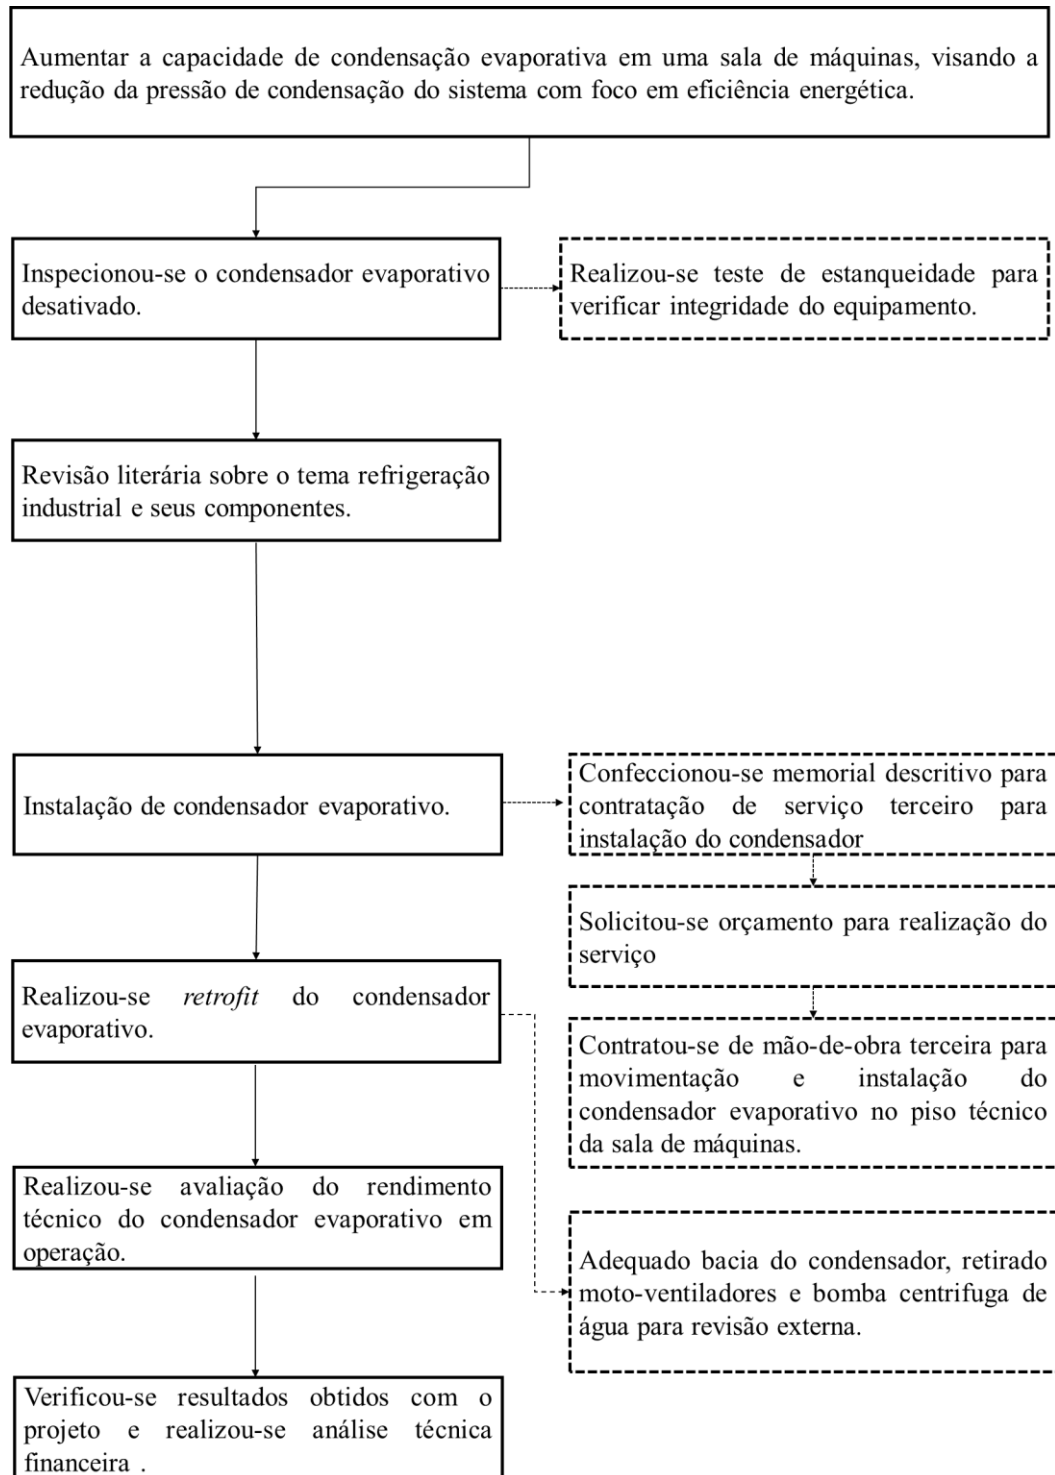 Aumentar a capacidade de condensação evaporativa em uma sala de máquinas, visando a
redução da pressão de condensação do sistema com foco em eficiência energética.
Inspecionou-se o condensador evaporativo
desativado.
Realizou-se teste de estanqueidade para
verificar integridade do equipamento.
Revisão literária sobre o tema refrigeração
industrial e seus componentes.
Instalação de condensador evaporativo.
Confeccionou-se memorial descritivo para
contratação de serviço terceiro para
instalação do condensador
Solicitou-se orçamento para realização do
serviço
Contratou-se de mão-de-obra terceira para
movimentação e instalação do
condensador evaporativo no piso técnico
da sala de máquinas.
Realizou-se retrofit do condensador
evaporativo.
Adequado bacia do condensador, retirado
moto-ventiladores e bomba centrifuga de
água para revisão externa.
Realizou-se avaliação do rendimento
técnico do condensador evaporativo em
operação.
Verificou-se resultados obtidos com o
projeto e realizou-se análise técnica
financeira .